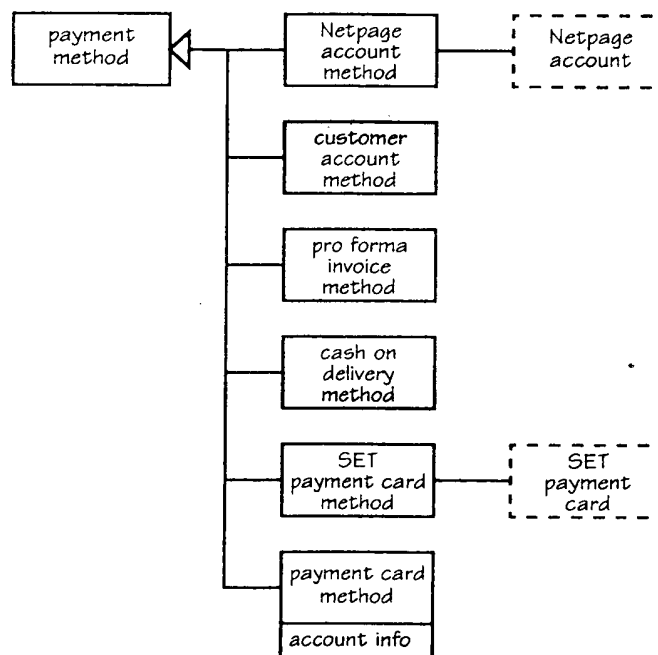 payment
method
Netpage
account
method
Netpage
account
customer
account
method
pro forma
invoice
method
cash on
delivery
method
SET
payment card
method
SET
payment
card
payment card
method
account info